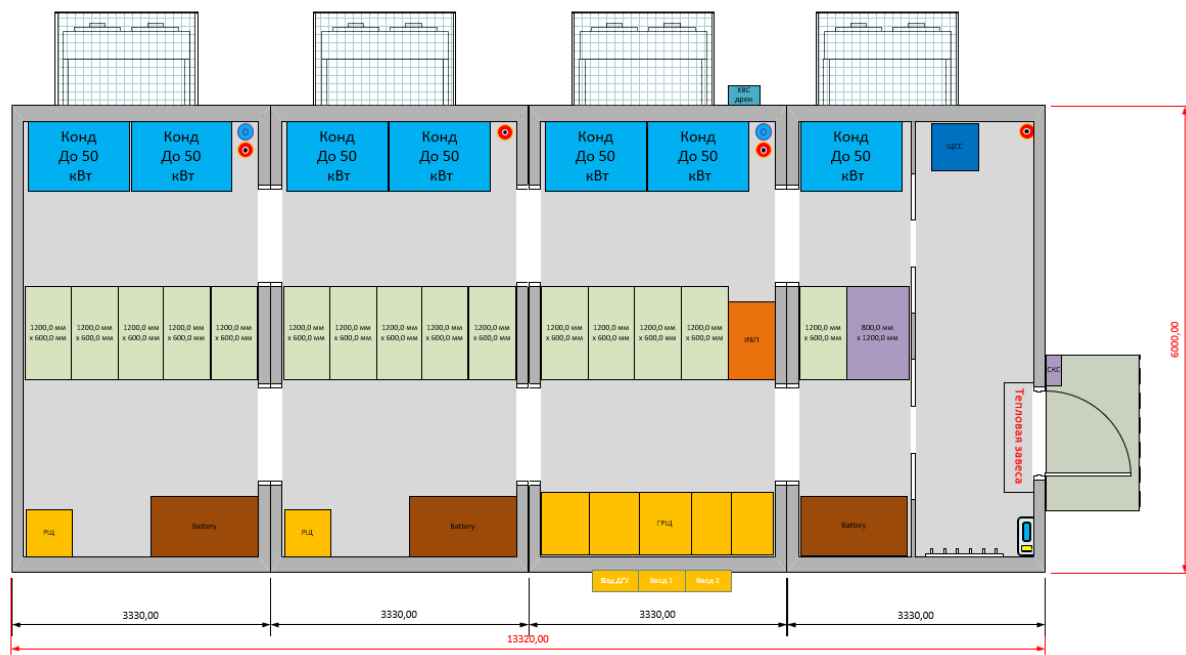 ХВС
дрен
Конд
До 50
кВт
Конд
До 50
кВт
Конд
До 50
кВт
Конд
До 50
кВт
Конд
До 50
кВт
Конд
До 50
кВт
Конд
До 50
кВт
ЩСС
1200,0 мм
х 600,0 мм
1200,0 мм
х 600,0 мм
1200,0 мм
х 600,0 мм
1200,0 мм
х 600,0 мм
1200,0 мм
х 600,0 мм
1200,0 мм
х 600,0 мм
1200,0 мм
х 600,0 мм
1200,0 мм
х 600,0 мм
1200,0 мм
х 600,0 мм
1200,0 мм
х 600,0 мм
1200,0 мм
х 600,0 мм
1200,0 мм
х 600,0 мм
1200,0 мм
х 600,0 мм
1200,0 мм
х 600,0 мм
ИБП
1200,0 мм
х 600,0 мм
800,0 мм
х 1200,0 мм
6000,00
СКС
Тепловая завеса
РЩ
Battery
РЩ
Battery
ГРЩ
Battery
Вод ДГУ
Ввод 1
Ввод 2
3330,00
3330,00
3330,00
3330,00
13320,00